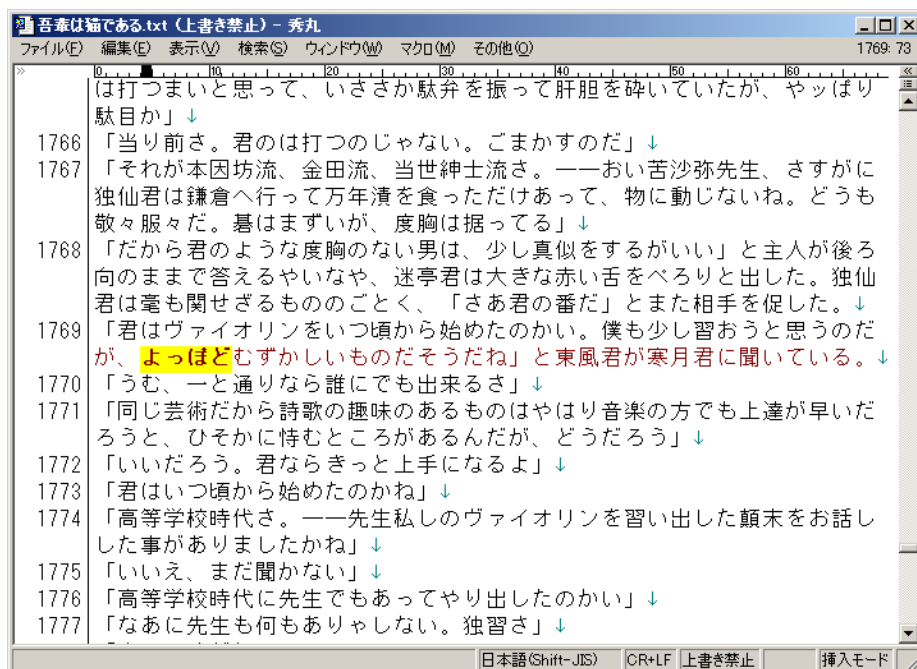 吾輩は猫である.txt (上書き禁止) - 秀丸
ファイル(F) 編集(E) 表示(V) 検索(S) ウィンドウ(W) マクロ(M) その他(O) 1769: 73
0 10 20 30 40 50 60
は打つまいと思って、いささか駄弁を振って肝胆を砕いていたが、やッぱり
駄目か」↓
1766 「当り前さ。君のは打つのじゃない。ごまかすのだ」↓
1767 「それが本因坊流、金田流、当世紳士流さ。――おい苦沙弥先生、さすがに
独仙君は鎌倉へ行って万年漬を食っただけあって、物に動じないね。どうも
敬々服々だ。碁はまずいが、度胸は据ってる」↓
1768 「だから君のような度胸のない男は、少し真似をするがいい」と主人が後ろ
向のままで答えるやいなや、迷亭君は大きな赤い舌をぺろりと出した。独仙
君は毫も関せざるもののごとく、「さあ君の番だ」とまた相手を促した。↓
1769 「君はヴァイオリンをいつ頃から始めたのかい。僕も少し習おうと思うのだ
が、よっぽどむずかしいものだそうだね」と東風君が寒月君に聞いている。↓
1770 「うむ、一と通りなら誰にでも出来るさ」↓
1771 「同じ芸術だから詩歌の趣味のあるものはやはり音楽の方でも上達が早いだ
ろうと、ひそかに恃むところがあるんだが、どうだろう」↓
1772 「いいだろう。君ならきっと上手になるよ」↓
1773 「君はいつ頃から始めたのかね」↓
1774 「高等学校時代さ。――先生私しのヴァイオリンを習い出した顛末をお話し
した事がありましたかね」↓
1775 「いいえ、まだ聞かない」↓
1776 「高等学校時代に先生でもあってやり出したのかい」↓
1777 「なあに先生も何もありゃしない。独習さ」↓
日本語(Shift-JIS) CR+LF 上書き禁止 挿入モード